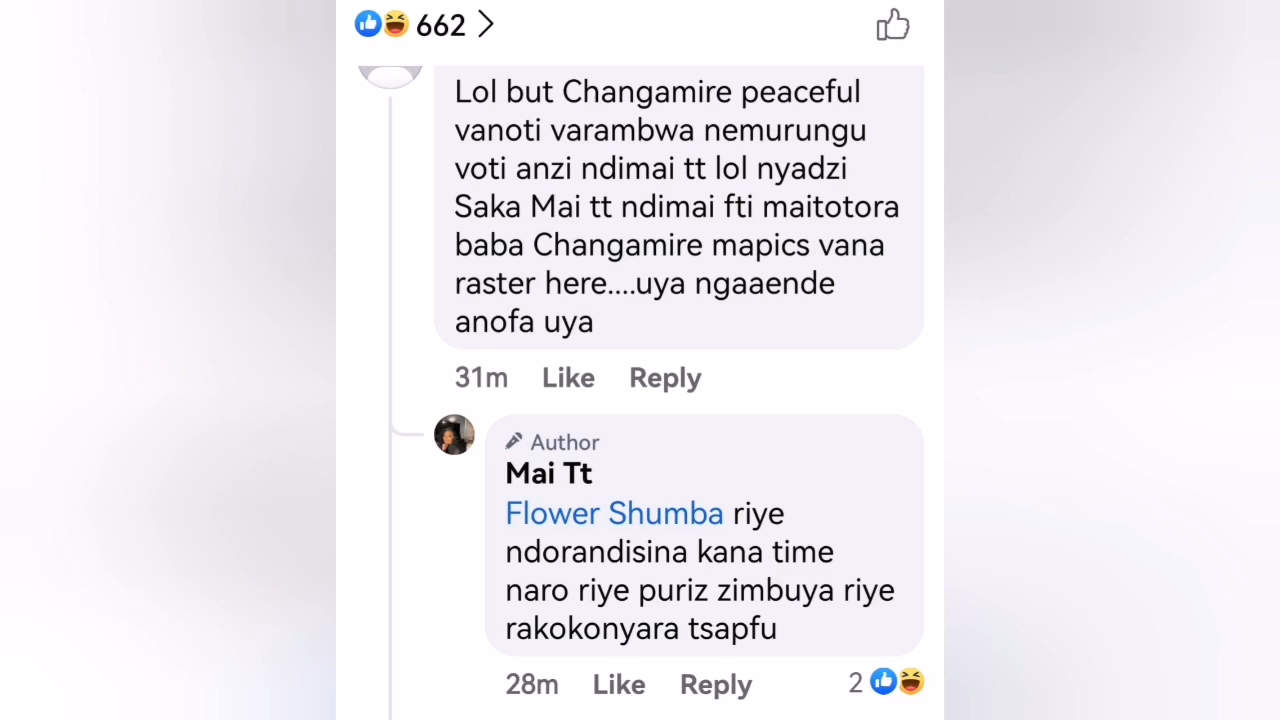 662
Lol but Changamire peaceful
vanoti varambwa nemurungu
voti anzi ndimai tt lol nyadzi
Saka Mai tt ndimai fti maitotora
baba Changamire mapics vana
raster here....uya ngaaende
anofa uya
31m Like Reply
Author
Mai Tt
Flower Shumba riye
ndorandisina kana time
naro riye puriz zimbuya riye
rakokonyara tsapfu
28m Like Reply 2